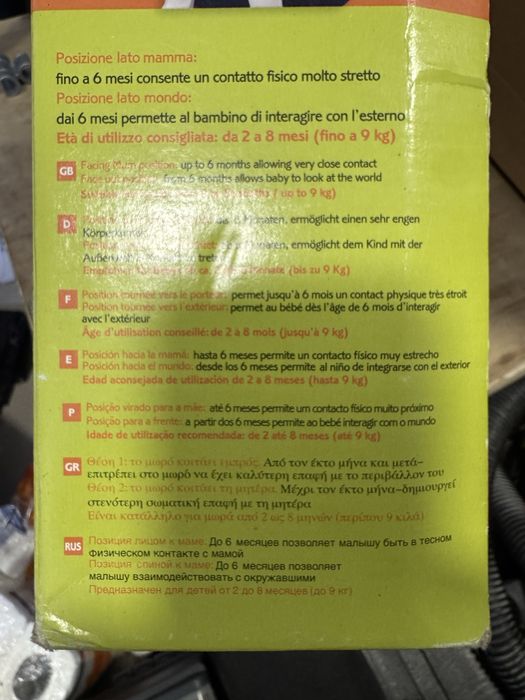 Posizione lato mamma:
fino a 6 mesi consente un contatto fisico molto stretto
Posizione lato mondo:
dai 6 mesi permette al bambino di interagire con l'esterno
Età di utilizzo consigliata: da 2 a 8 mesi (fino a 9 kg)
GB Facing Mum position: up to 6 months allowing very close contact
from 6 months allows baby to look at the world
/ up to 9 kg)
D ermöglicht einen sehr engen
Körperkontakt
ermöglicht dem Kind mit der
(bis zu 9 Kg)
F Position tournée vers le porteur: permet jusqu'à 6 mois un contact physique très étroit
Position tournée vers l'extérieur: permet au bébé dès l'âge de 6 mois d'interagir
avec l'extérieur
Âge d'utilisation conseillé: de 2 à 8 mois (jusqu'à 9 kg)
E Posición hacia la mamá: hasta 6 meses permite un contacto físico muy estrecho
Posición hacia el mundo: desde los 6 meses permite al niño de integrarse con el exterior
Edad aconsejada de utilización de 2 a 8 meses (hasta 9 kg)
P Posição virado para a mãe: até 6 meses permite um contacto físico muito próximo
Posição para a frente: a partir dos 6 meses permite ao bebé interagir com o mundo
Idade de utilização recomendada: de 2 até 8 meses (até 9 kg)
GR Θέση 1: το μωρό κοιτάει εμπρός: Από τον έκτο μήνα και μετά-
επιτρέπει στο μωρό να έχει καλύτερη επαφή με το περιβάλλον του
Θέση 2: το μωρό κοιτάει τη μητέρα: Μέχρι τον έκτο μήνα-δημιουργεί
στενότερη σωματική επαφή με τη μητέρα
Είναι κατάλληλο για μωρά από 2 ως 8 μηνών (περίπου 9 κιλά)
RUS Позиция лицом к маме: До 6 месяцев позволяет малышу быть в тесном
физическом контакте с мамой
Позиция спиной к маме: До 6 месяцев позволяет
малышу взаимодействовать с окружавшими
Предназначен для детей от 2 до 8 месяцев (до 9 кг)